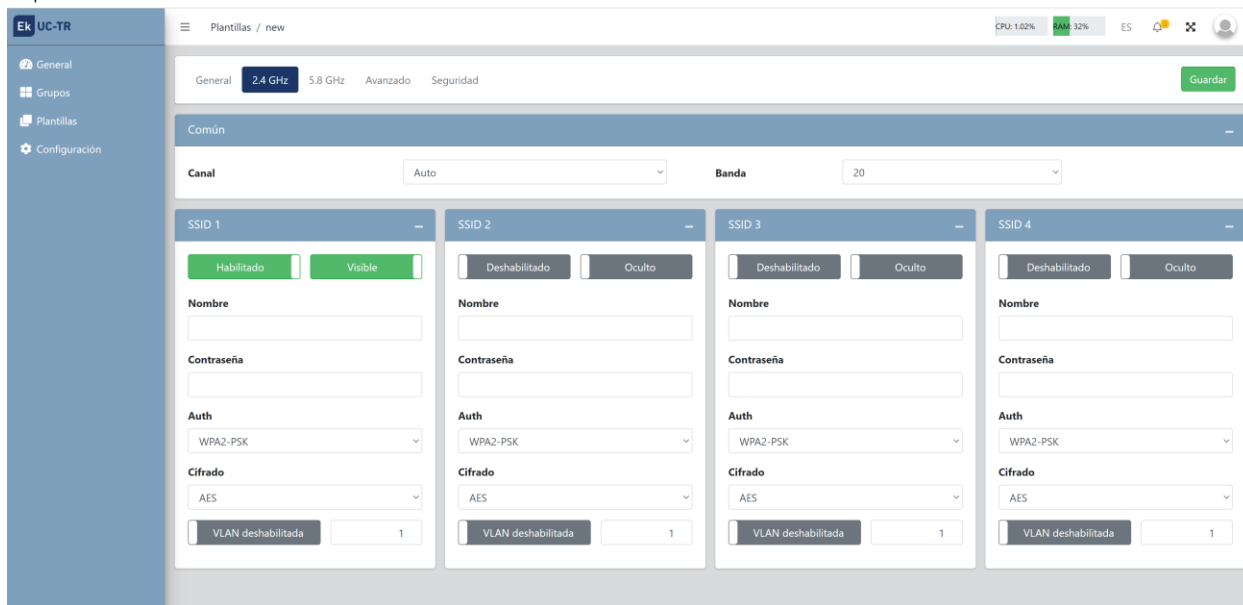 Ek UC-TR
Plantillas / new
CPU: 1.02% RAM: 32% ES
General
Grupos
Plantillas
Configuración
General 2.4 GHz 5.8 GHz Avanzado Seguridad Guardar
Común
Canal Auto Banda 20
SSID 1 SSID 2 SSID 3 SSID 4
Habilitado Visible Deshabilitado Oculto Deshabilitado Oculto Deshabilitado Oculto
Nombre Nombre Nombre Nombre
Contraseña Contraseña Contraseña Contraseña
Auth Auth Auth Auth
WPA2-PSK WPA2-PSK WPA2-PSK WPA2-PSK
Cifrado Cifrado Cifrado Cifrado
AES AES AES AES
VLAN deshabilitada 1 VLAN deshabilitada 1 VLAN deshabilitada 1 VLAN deshabilitada 1